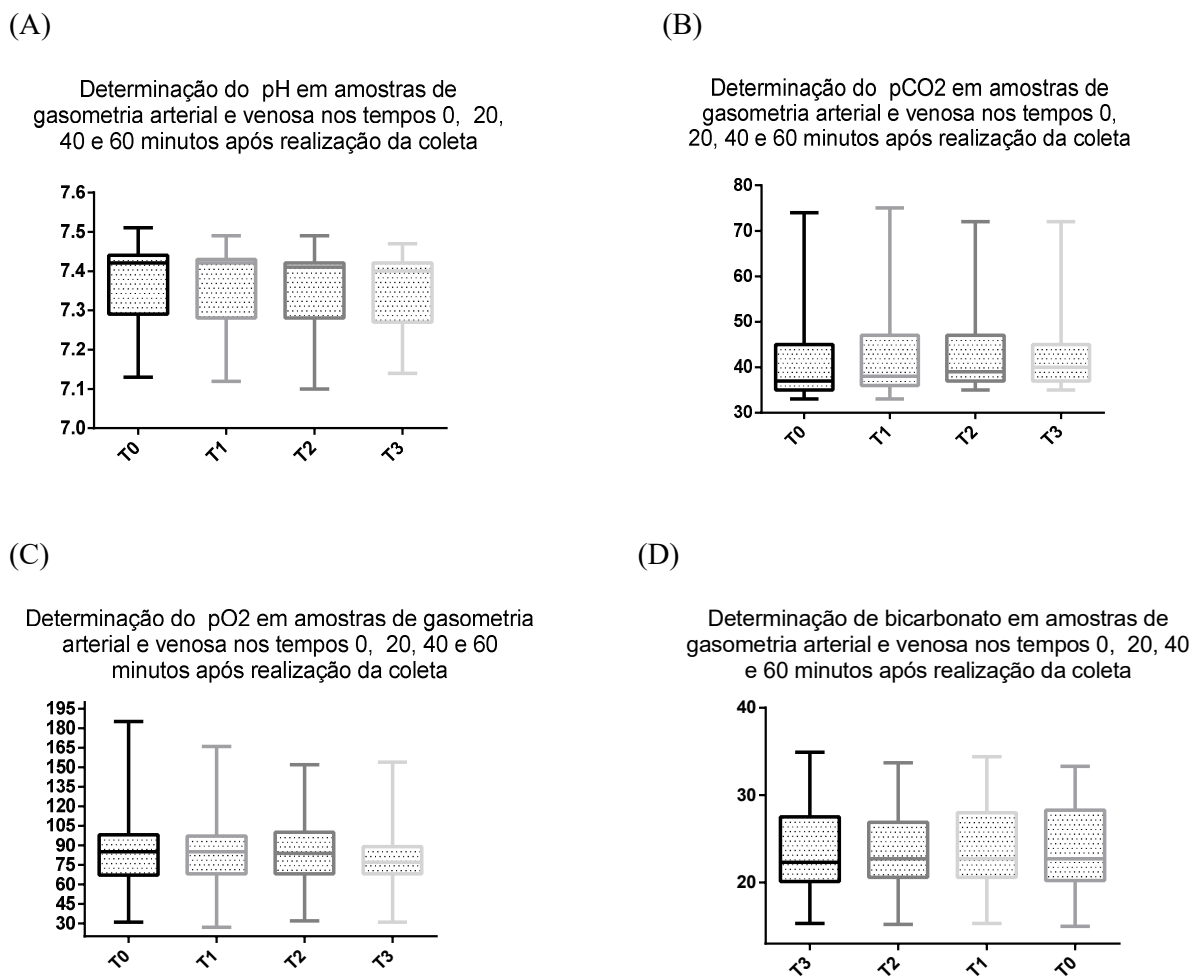 (A)
Determinação do pH em amostras de
gasometria arterial e venosa nos tempos 0, 20,
40 e 60 minutos após realização da coleta
7.6
7.5
7.4
7.3
7.2
7.1
7.0
T0
T1
T2
T3
(B)
Determinação do pCO2 em amostras de
gasometria arterial e venosa nos tempos 0,
20, 40 e 60 minutos após realização da coleta
80
70
60
50
40
30
T0
T1
T2
T3
(C)
Determinação do pO2 em amostras de gasometria
arterial e venosa nos tempos 0, 20, 40 e 60
minutos após realização da coleta
195
180
165
150
135
120
105
90
75
60
45
30
T0
T1
T2
T3
(D)
Determinação de bicarbonato em amostras de
gasometria arterial e venosa nos tempos 0, 20, 40
e 60 minutos após realização da coleta
40
30
20
T3
T2
T1
T0